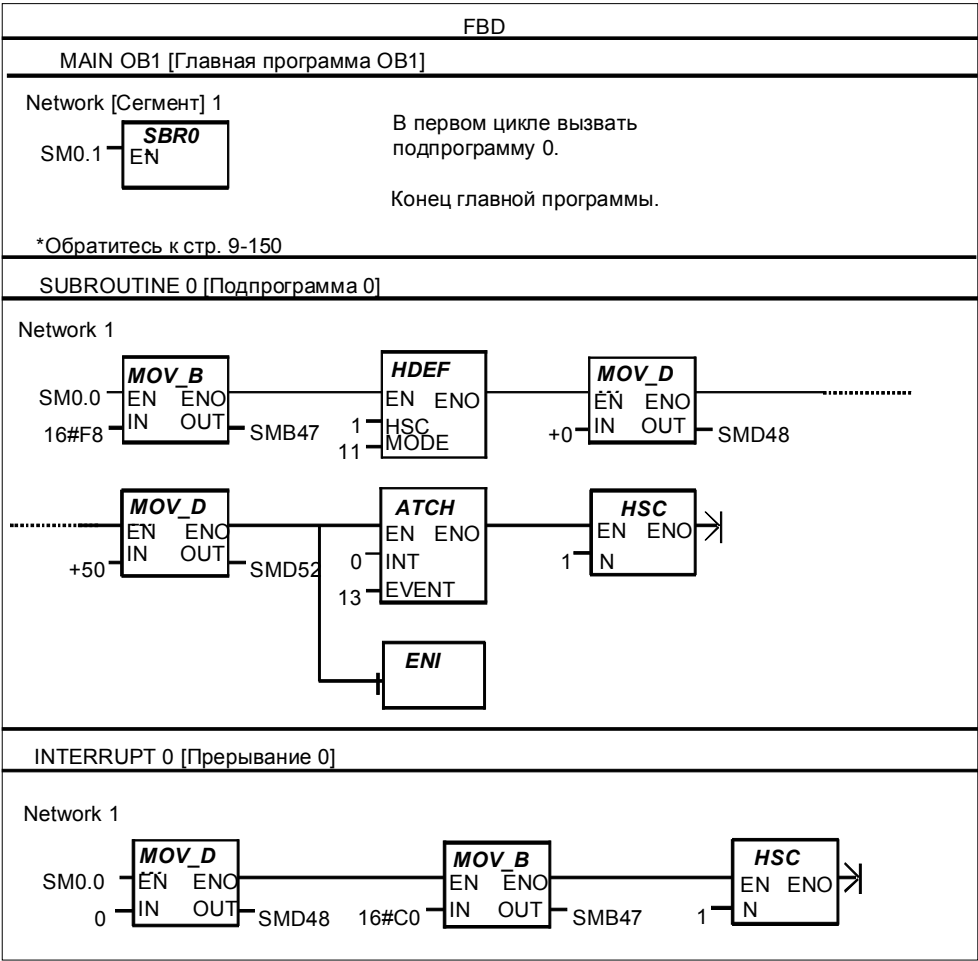 FBD
MAIN OB1 [Главная программа OB1]
Network [Сегмент] 1
SBR0
SM0.1 EN
В первом цикле вызвать
подпрограмму 0.
Конец главной программы.
*Обратитесь к стр. 9-150
SUBROUTINE 0 [Подпрограмма 0]
Network 1
MOV_B HDEF MOV_D
SM0.0 EN ENO EN ENO EN ENO
16#F8 IN OUT SMB47 1 HSC +0 IN OUT SMD48
11 MODE
MOV_D ATCH HSC
EN ENO EN ENO EN ENO
+50 IN OUT SMD52 0 INT 1 N
13 EVENT
ENI
INTERRUPT 0 [Прерывание 0]
Network 1
MOV_D MOV_B HSC
SM0.0 EN ENO EN ENO EN ENO
0 IN OUT SMD48 16#C0 IN OUT SMB47 1 N